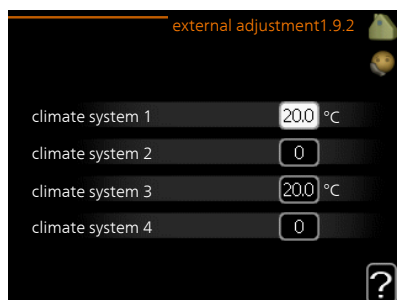 external adjustment1.9.2
climate system 1 20.0 °C
climate system 2 0
climate system 3 20.0 °C
climate system 4 0
?